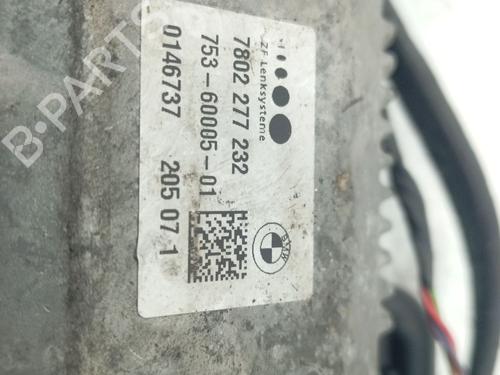 ZF Lenksysteme
7802 277 232
753-60005-01
0146737 205 07 1
BMW
B-PARTS